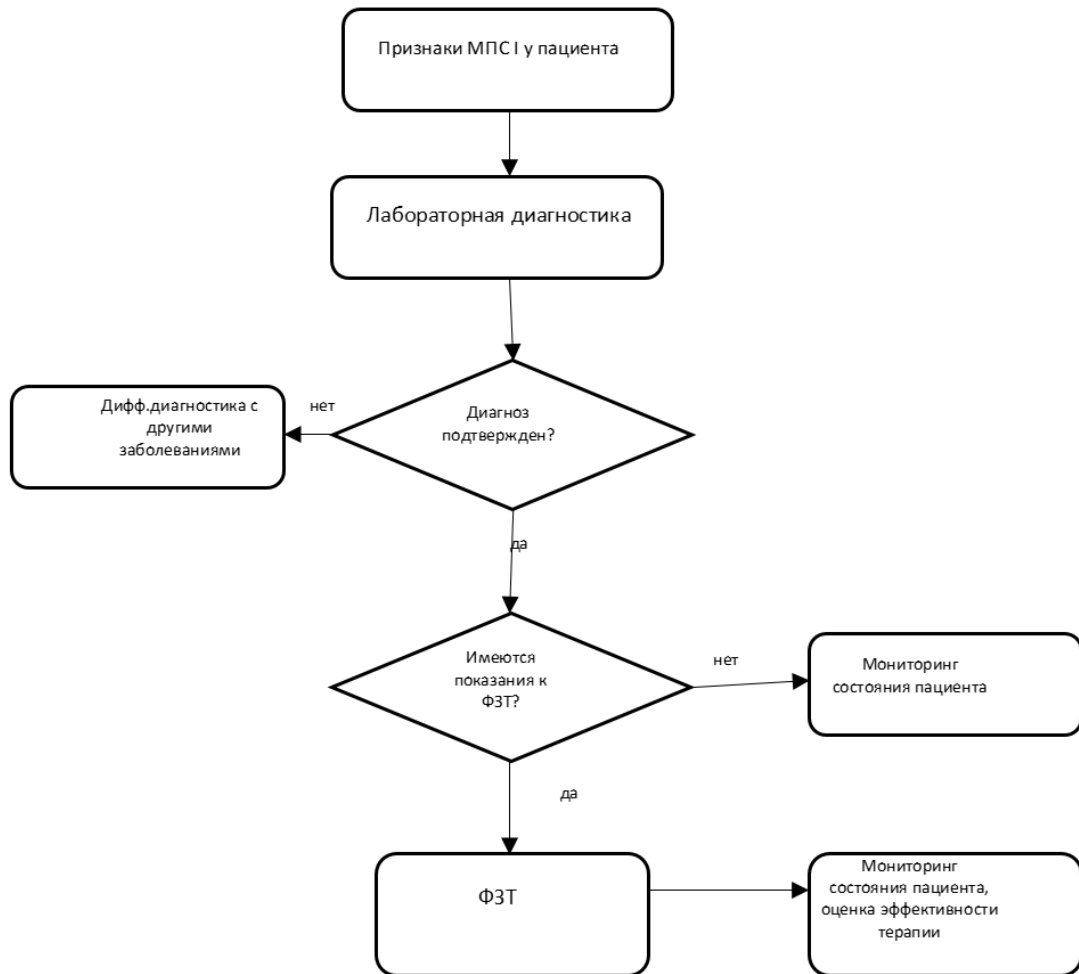 Признаки МПС I у пациента
Лабораторная диагностика
Диагноз
подтвержден?
нет
Дифф.диагностика с
другими
заболеваниями
да
Имеются
показания к
ФЗТ?
нет
Мониторинг
состояния пациента
да
ФЗТ
Мониторинг
состояния пациента,
оценка эффективности
терапии